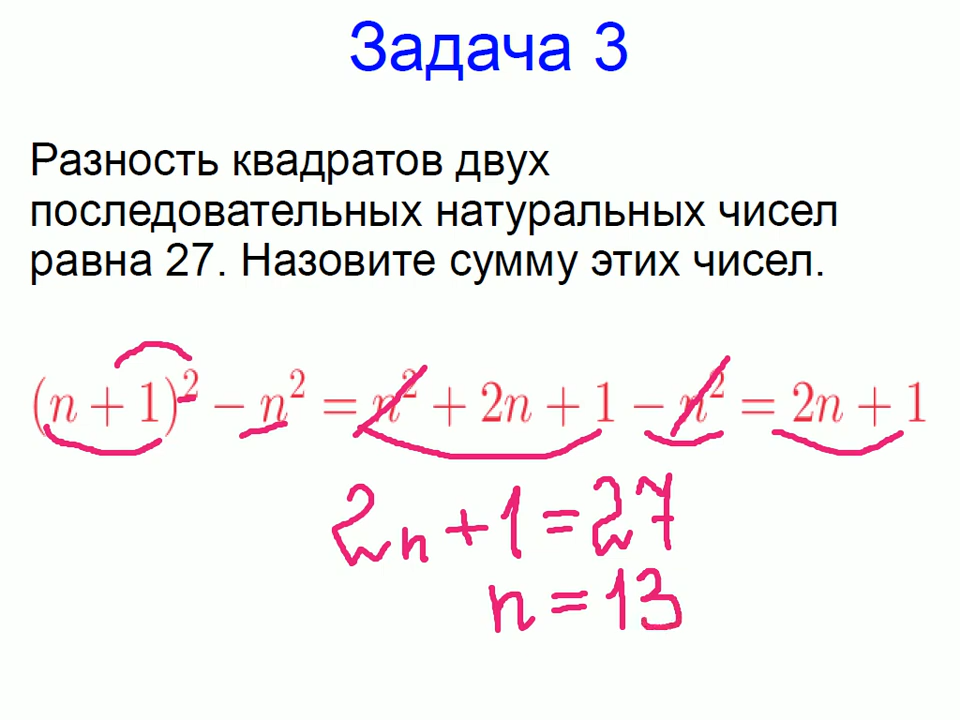 Задача 3
Разность квадратов двух
последовательных натуральных чисел
равна 27. Назовите сумму этих чисел.
(n + 1)² − n² = n² + 2n + 1 − n² = 2n + 1
2n + 1 = 27
n = 13